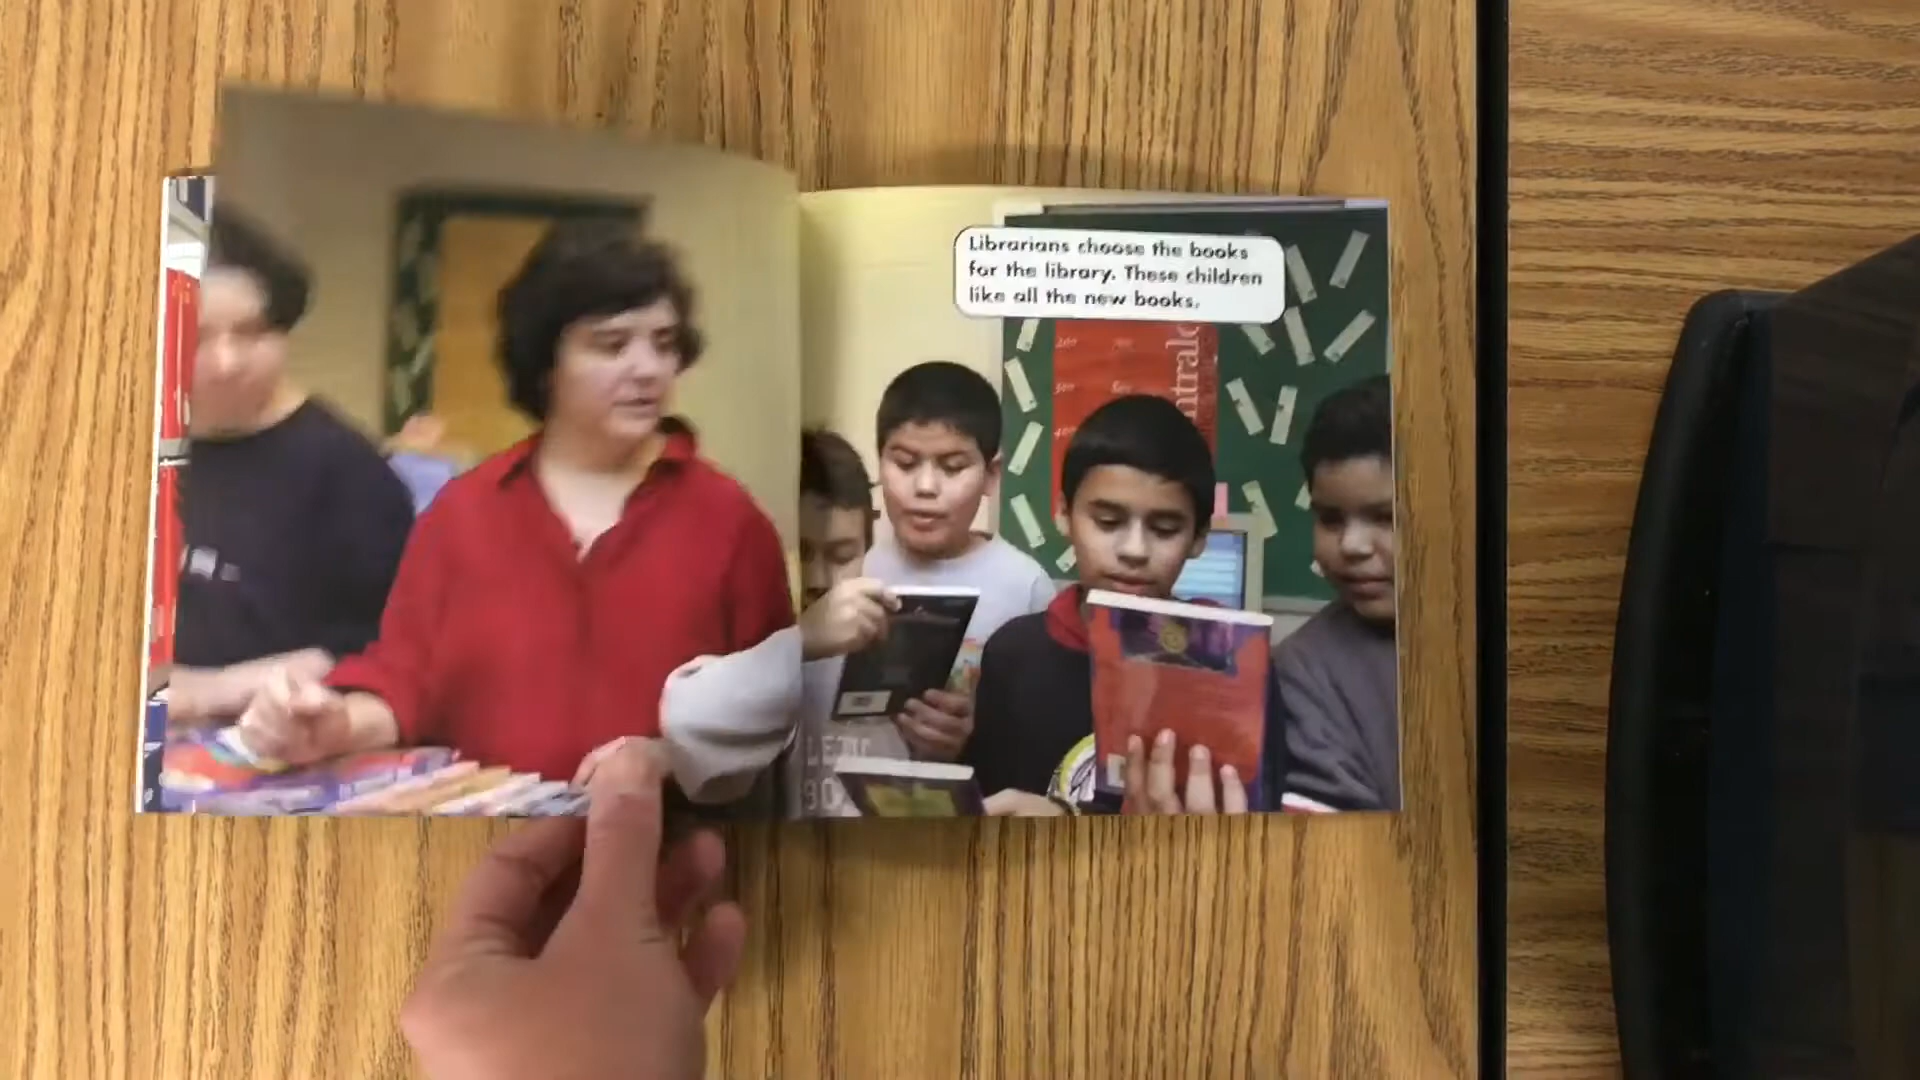 Librarians choose the books
for the library. These children
like all the new books.